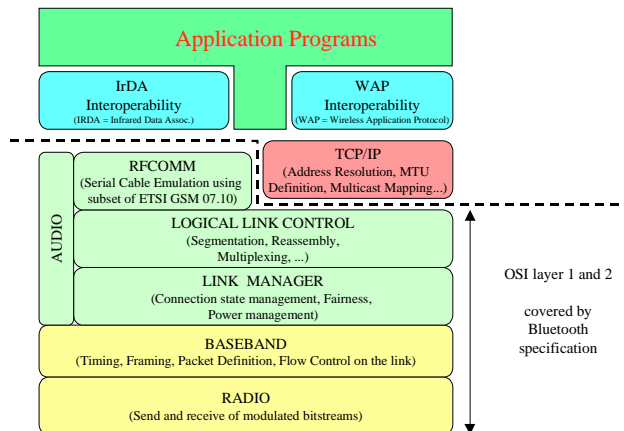 Application Programs
IrDA
Interoperability
(IRDA = Infrared Data Assoc.)
WAP
Interoperability
(WAP = Wireless Application Protocol)
TCP/IP
(Address Resolution, MTU
Definition, Multicast Mapping...)
AUDIO
RFCOMM
(Serial Cable Emulation using
subset of ETSI GSM 07.10)
LOGICAL LINK CONTROL
(Segmentation, Reassembly,
Multiplexing, ...)
LINK MANAGER
(Connection state management, Fairness,
Power management)
BASEBAND
(Timing, Framing, Packet Definition, Flow Control on the link)
RADIO
(Send and receive of modulated bitstreams)
OSI layer 1 and 2
covered by
Bluetooth
specification